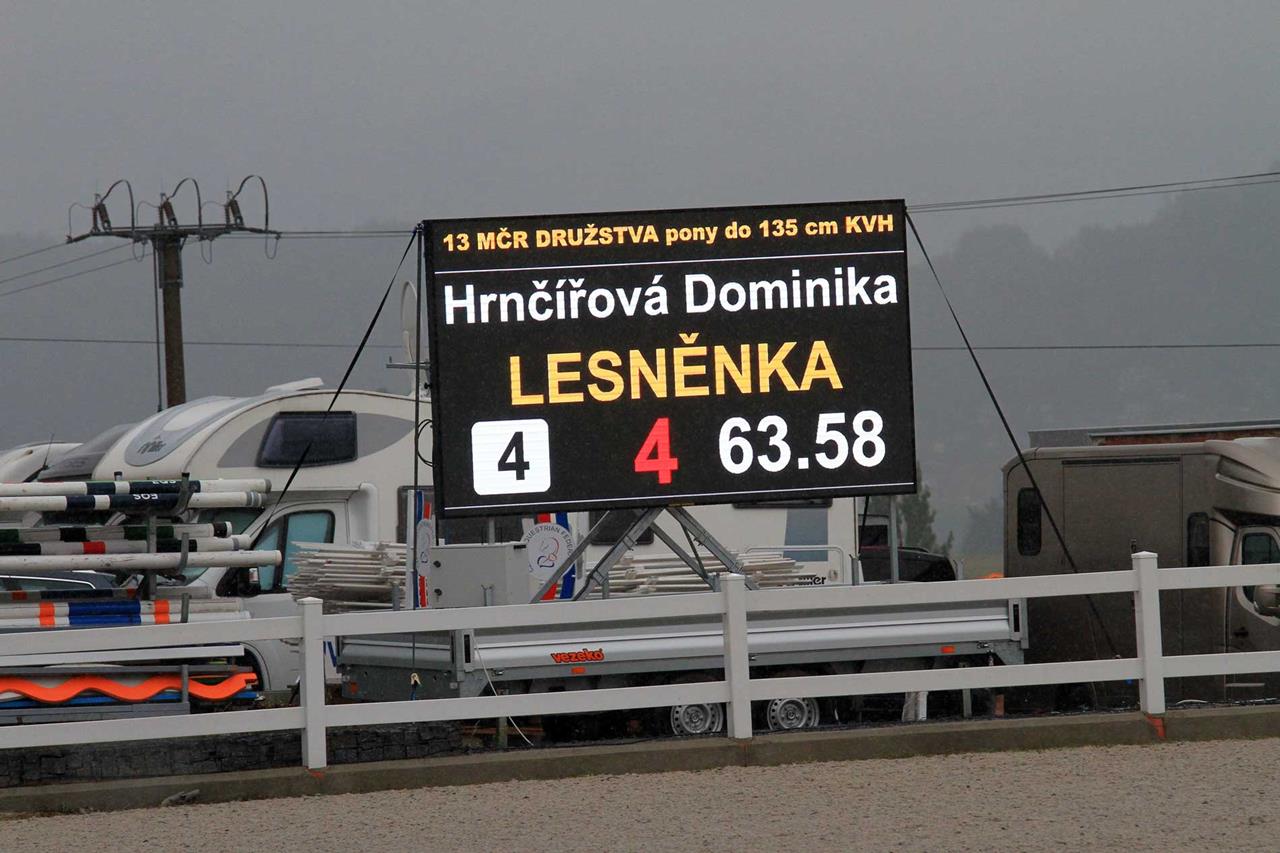 13 MČR DRUŽSTVA pony do 135 cm KVH
Hrnčířová Dominika
LESNĚNKA
4 4 63.58
vezeko